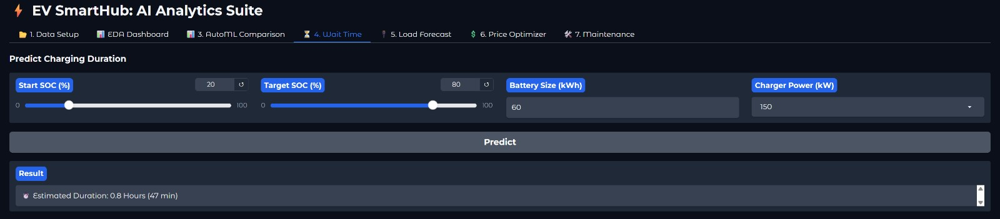 EV SmartHub: AI Analytics Suite
1. Data Setup EDA Dashboard 3. AutoML Comparison 4. Wait Time 5. Load Forecast 6. Price Optimizer 7. Maintenance
Predict Charging Duration
Start SOC (%) 20 Target SOC (%) 80 Battery Size (kWh) Charger Power (kW)
0 100 0 100 60 150
Predict
Result
Estimated Duration: 0.8 Hours (47 min)